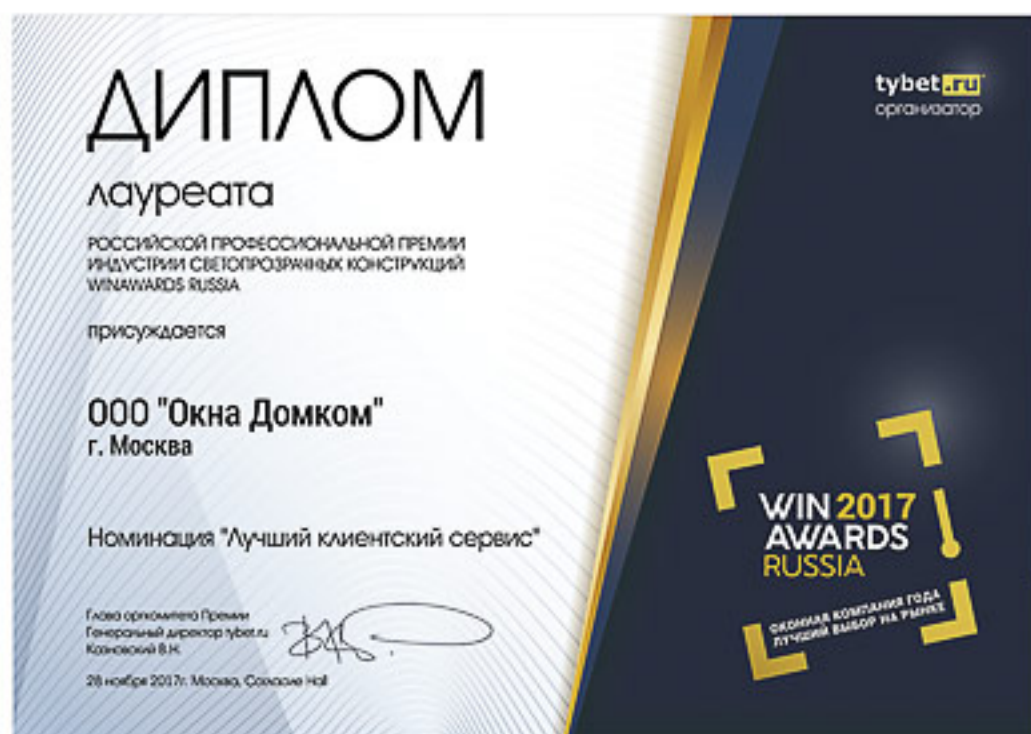 ДИПЛОМ
лауреата
РОССИЙСКОЙ ПРОФЕССИОНАЛЬНОЙ ПРЕМИИ
ИНДУСТРИИ СВЕТОПРОЗРАЧНЫХ КОНСТРУКЦИЙ
WINAWARDS RUSSIA
присуждается
ООО "Окна Домком"
г. Москва
Номинация "Лучший клиентский сервис"
Глава оргкомитета Премии
Генеральный директор tybet.ru
Козновский В.Н.
28 ноября 2017г. Москва, Согласие Hall
tybet.ru
организатор
WIN 2017
AWARDS
RUSSIA
ОКОННАЯ КОМПАНИЯ ГОДА
ЛУЧШИЙ ВЫБОР НА РЫНКЕ